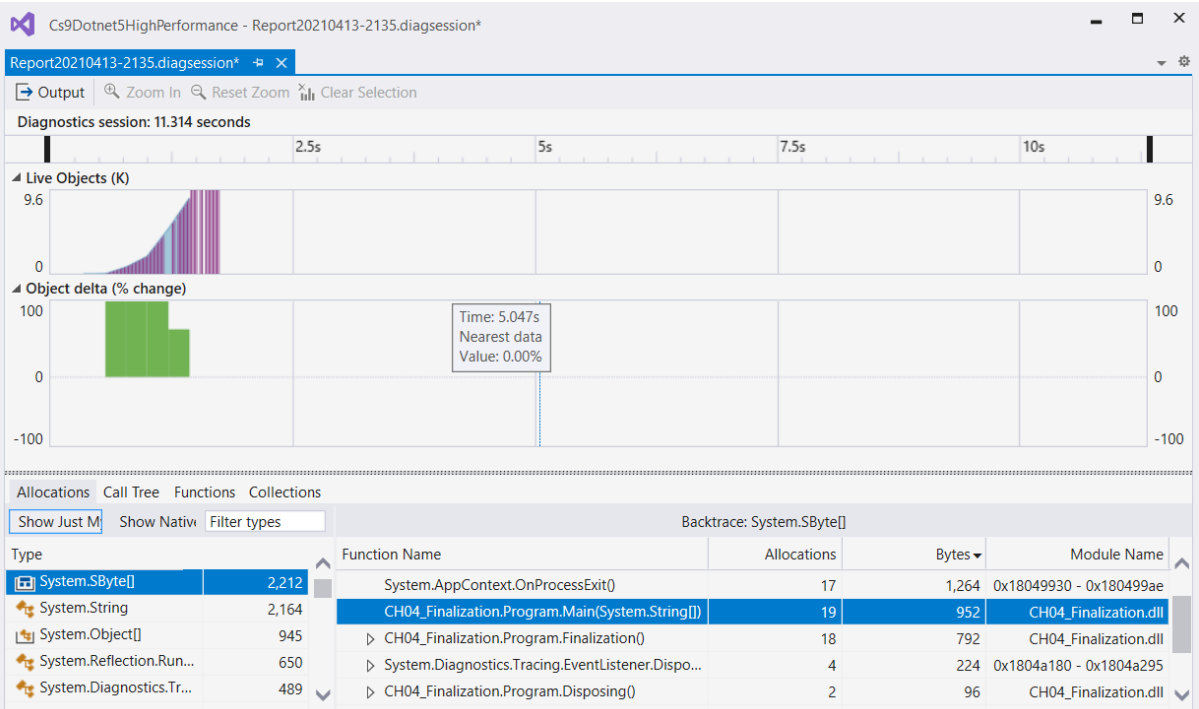 Cs9Dotnet5HighPerformance - Report20210413-2135.diagsession*
Report20210413-2135.diagsession*
Output Zoom In Reset Zoom Clear Selection
Diagnostics session: 11.314 seconds
2.5s 5s 7.5s 10s
Live Objects (K)
9.6 9.6
0 0
Object delta (% change)
100 100
Time: 5.047s
Nearest data
Value: 0.00%
0 0
-100 -100
Allocations Call Tree Functions Collections
Show Just M Show Nativ Filter types Backtrace: System.SByte[]
Type Function Name Allocations Bytes Module Name
System.SByte[] 2,212 System.AppContext.OnProcessExit() 17 1,264 0x18049930 - 0x180499ae
System.String 2,164 CH04_Finalization.Program.Main(System.String[]) 19 952 CH04_Finalization.dll
System.Object[] 945 CH04_Finalization.Program.Finalization() 18 792 CH04_Finalization.dll
System.Reflection.Run... 650 System.Diagnostics.Tracing.EventListener.Dispo... 4 224 0x1804a180 - 0x1804a295
System.Diagnostics.Tr... 489 CH04_Finalization.Program.Disposing() 2 96 CH04_Finalization.dll